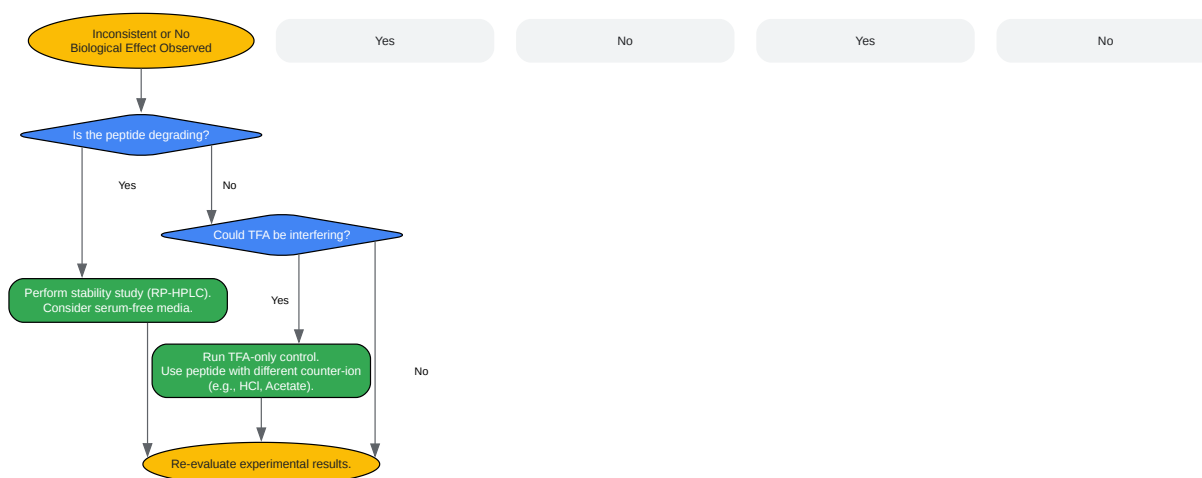 Inconsistent or No
Biological Effect Observed
Yes
No
Yes
No
Is the peptide degrading?
Yes
No
Could TFA be interfering?
Perform stability study (RP-HPLC).
Consider serum-free media.
Yes
Run TFA-only control.
Use peptide with different counter-ion
(e.g., HCl, Acetate).
No
Re-evaluate experimental results.